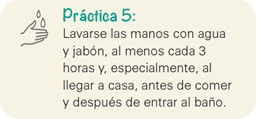 Práctica 5:
Lavarse las manos con agua
y jabón, al menos cada 3
horas y, especialmente, al
llegar a casa, antes de comer
y después de entrar al baño.